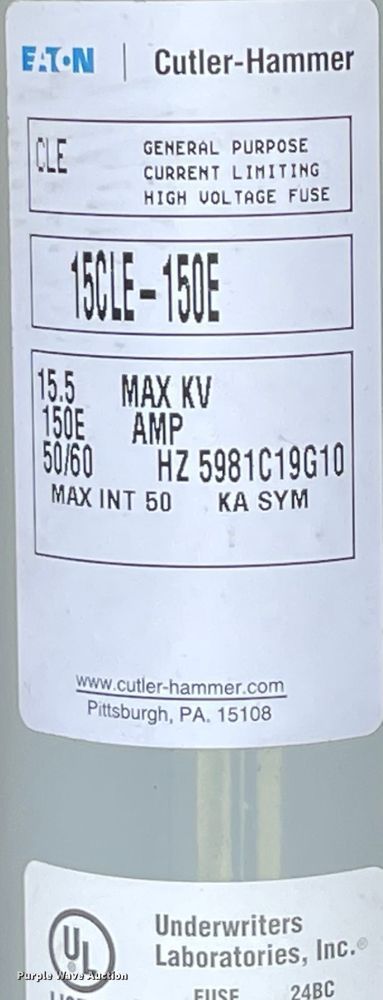 EATON | Cutler-Hammer
CLE
GENERAL PURPOSE
CURRENT LIMITING
HIGH VOLTAGE FUSE
15CLE-150E
15.5 MAX KV
150E AMP
50/60 HZ 5981C19G10
MAX INT 50 KA SYM
www.cutler-hammer.com
Pittsburgh, PA. 15108
UL
®
Underwriters
Laboratories, Inc.®
Purple Wave Auction
FUSE 24BC